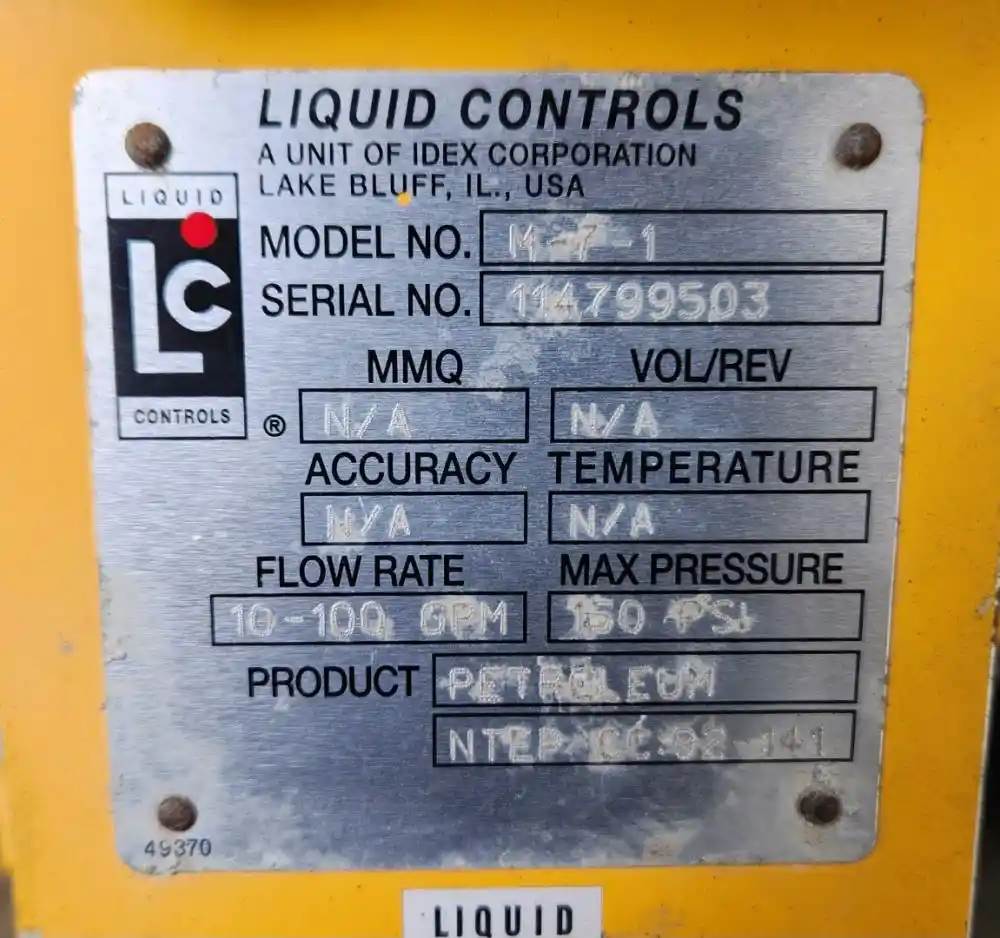 LIQUID CONTROLS
A UNIT OF IDEX CORPORATION
LAKE BLUFF, IL., USA
LIQUID
LC
CONTROLS
®
MODEL NO. M-7-1
SERIAL NO. 114799503
MMQ VOL/REV
N/A N/A
ACCURACY TEMPERATURE
N/A N/A
FLOW RATE MAX PRESSURE
10-100 GPM 150 PSI
PRODUCT PETROLEUM
NTEP CC 92-141
49370
LIQUID